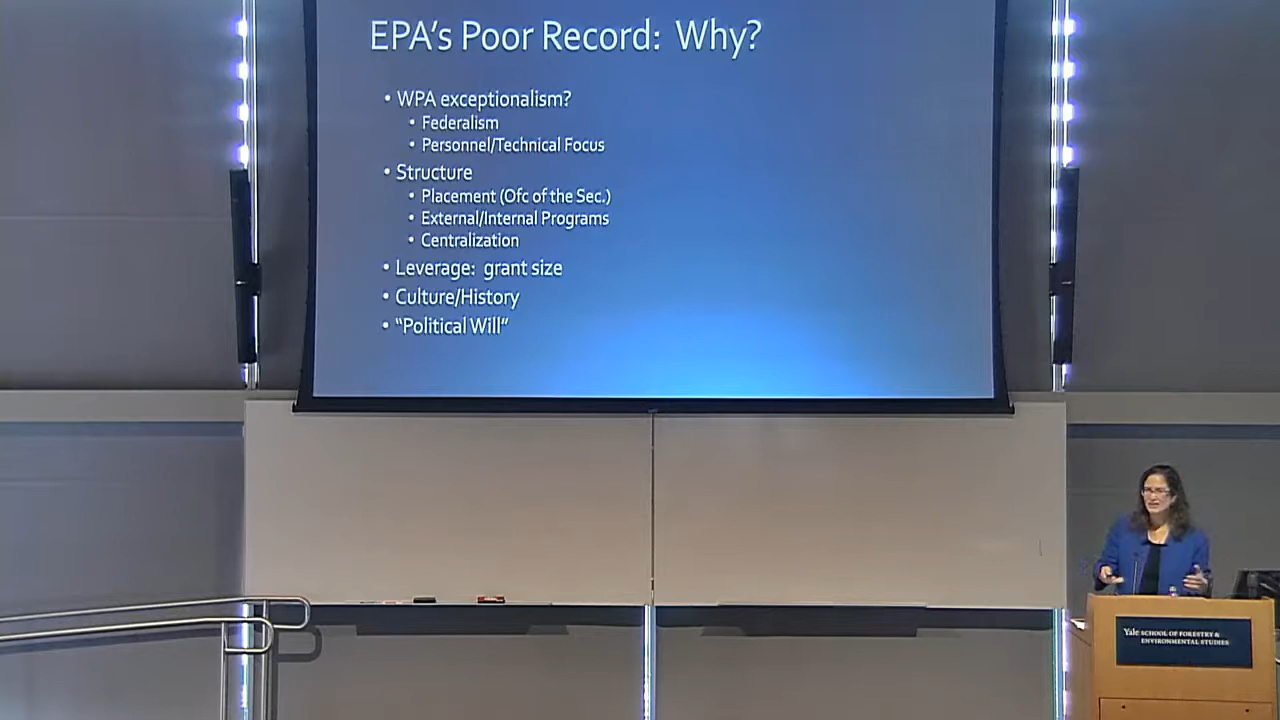 EPA's Poor Record: Why?
• WPA exceptionalism?
• Federalism
• Personnel/Technical Focus
• Structure
• Placement (Ofc of the Sec.)
• External/Internal Programs
• Centralization
• Leverage: grant size
• Culture/History
• “Political Will”
Yale SCHOOL OF FORESTRY &
ENVIRONMENTAL STUDIES